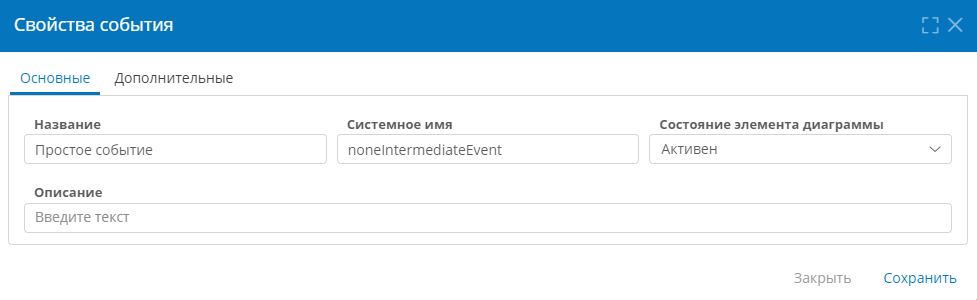 Свойства события
Основные Дополнительные
Название Системное имя Состояние элемента диаграммы
Простое событие noneIntermediateEvent Активен
Описание
Введите текст
Закрыть Сохранить